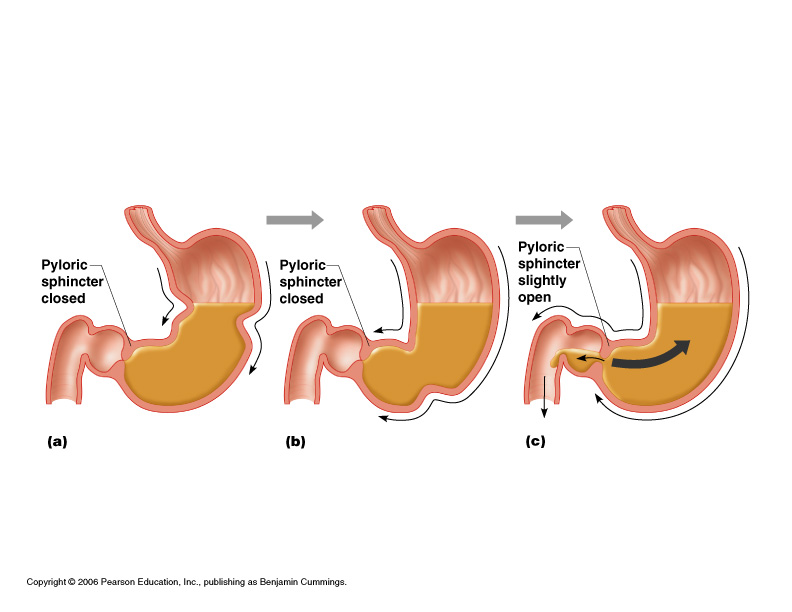 Pyloric
sphincter
closed
(a)
Pyloric
sphincter
closed
(b)
Pyloric
sphincter
slightly
open
(c)
Copyright © 2006 Pearson Education, Inc., publishing as Benjamin Cummings.